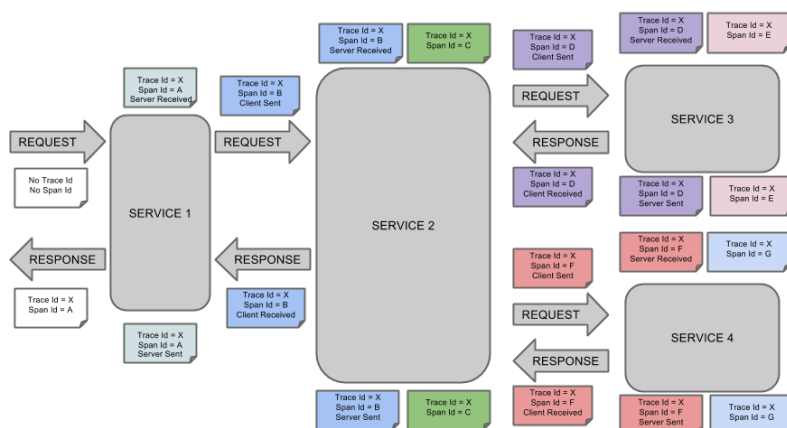 Trace Id = X
Span Id = B
Server Received
Trace Id = X
Span Id = C
Trace Id = X
Span Id = D
Client Sent
Trace Id = X
Span Id = D
Server Received
Trace Id = X
Span Id = E
Trace Id = X
Span Id = A
Server Received
Trace Id = X
Span Id = B
Client Sent
REQUEST
REQUEST
REQUEST
SERVICE 3
RESPONSE
No Trace Id
No Span Id
Trace Id = X
Span Id = D
Client Received
Trace Id = X
Span Id = D
Server Sent
Trace Id = X
Span Id = E
SERVICE 1
SERVICE 2
RESPONSE
RESPONSE
Trace Id = X
Span Id = F
Client Sent
Trace Id = X
Span Id = F
Server Received
Trace Id = X
Span Id = G
Trace Id = X
Span Id = A
Trace Id = X
Span Id = B
Client Received
REQUEST
SERVICE 4
RESPONSE
Trace Id = X
Span Id = A
Server Sent
Trace Id = X
Span Id = B
Server Sent
Trace Id = X
Span Id = C
Trace Id = X
Span Id = F
Client Received
Trace Id = X
Span Id = F
Server Sent
Trace Id = X
Span Id = G